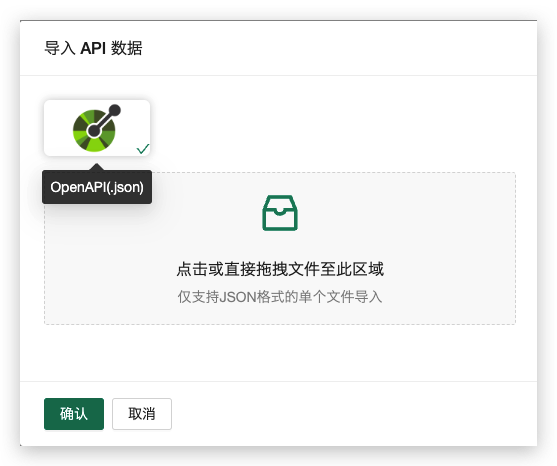 导入 API 数据
OpenAPI(.json)
点击或直接拖拽文件至此区域
仅支持JSON格式的单个文件导入
确认
取消